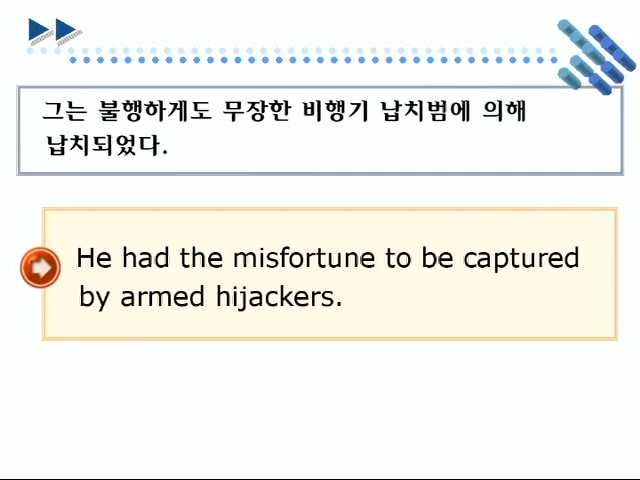 그는 불행하게도 무장한 비행기 납치범에 의해
납치되었다.
He had the misfortune to be captured
by armed hijackers.